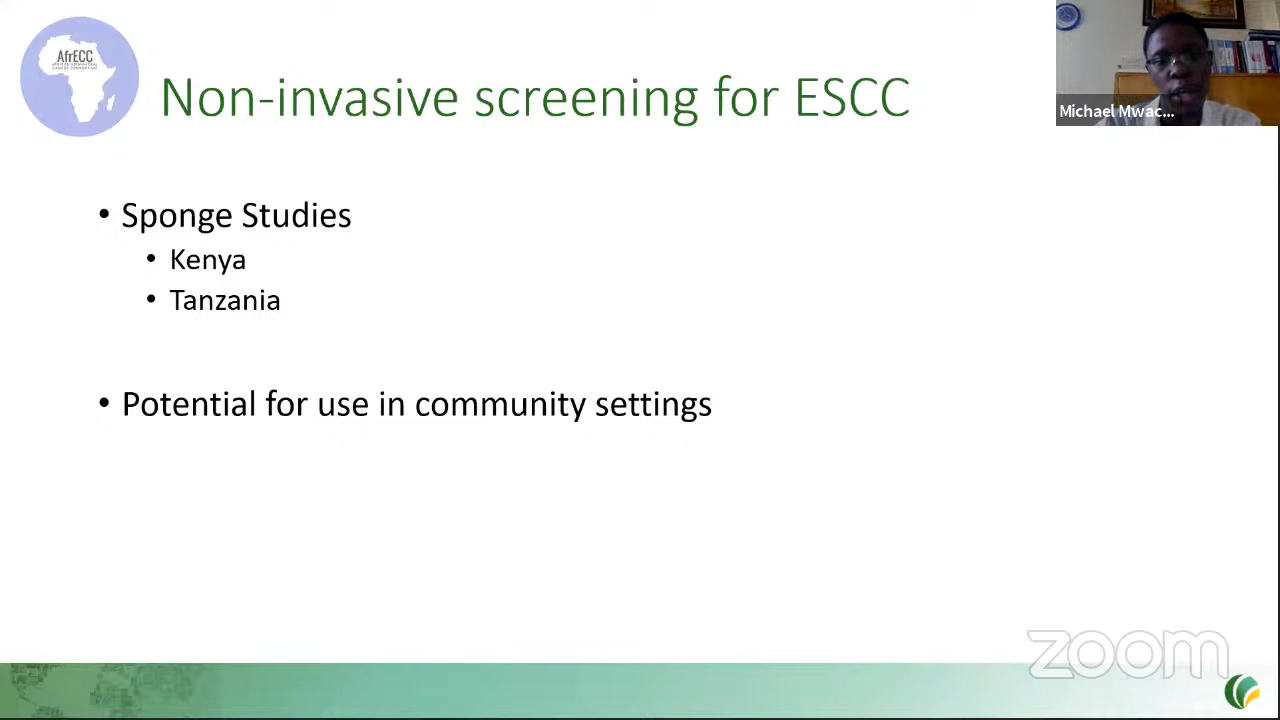 AfrECC
Non-invasive screening for ESCC
Michael Mwac...
• Sponge Studies
• Kenya
• Tanzania
• Potential for use in community settings
zoom